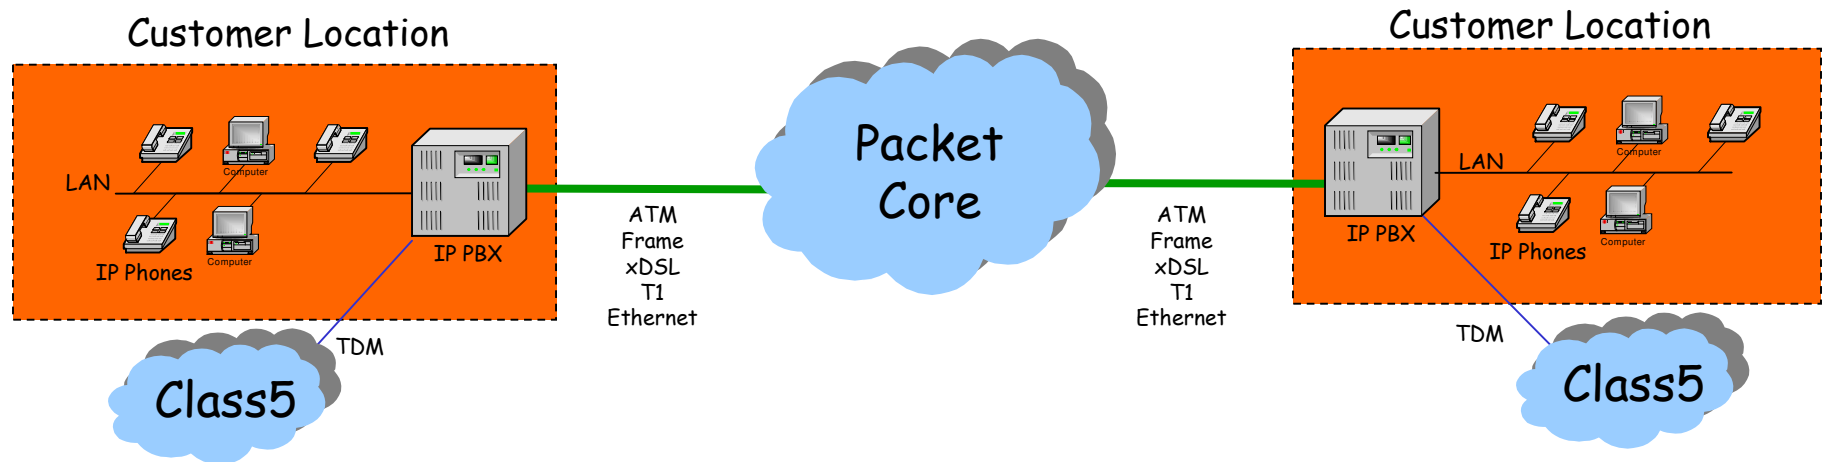 Customer Location
Customer Location
Computer
LAN
Computer
IP Phones
IP PBX
TDM
Class5
ATM
Frame
xDSL
T1
Ethernet
Packet
Core
ATM
Frame
xDSL
T1
Ethernet
Computer
LAN
Computer
IP Phones
IP PBX
TDM
Class5